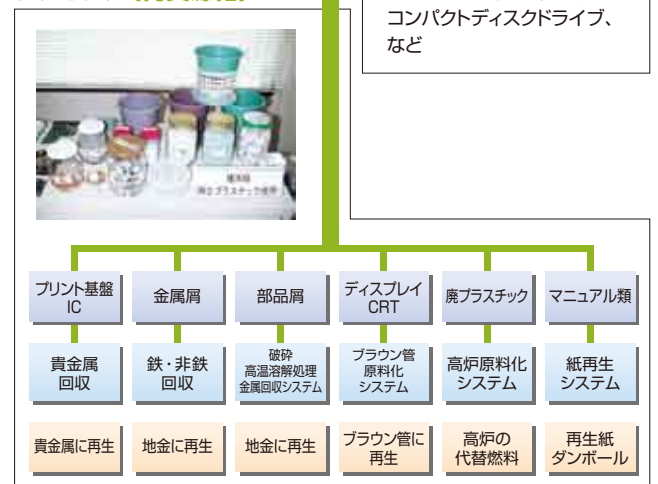 コンパクトディスクドライブ、
など
プリント基盤
IC
金属屑
部品屑
ディスプレイ
CRT
廃プラスチック
マニュアル類
貴金属
回収
鉄・非鉄
回収
破砕
高温溶解処理
金属回収システム
ブラウン管
原料化
システム
高炉原料化
システム
紙再生
システム
貴金属に再生
地金に再生
地金に再生
ブラウン管に
再生
高炉の
代替燃料
再生紙
ダンボール